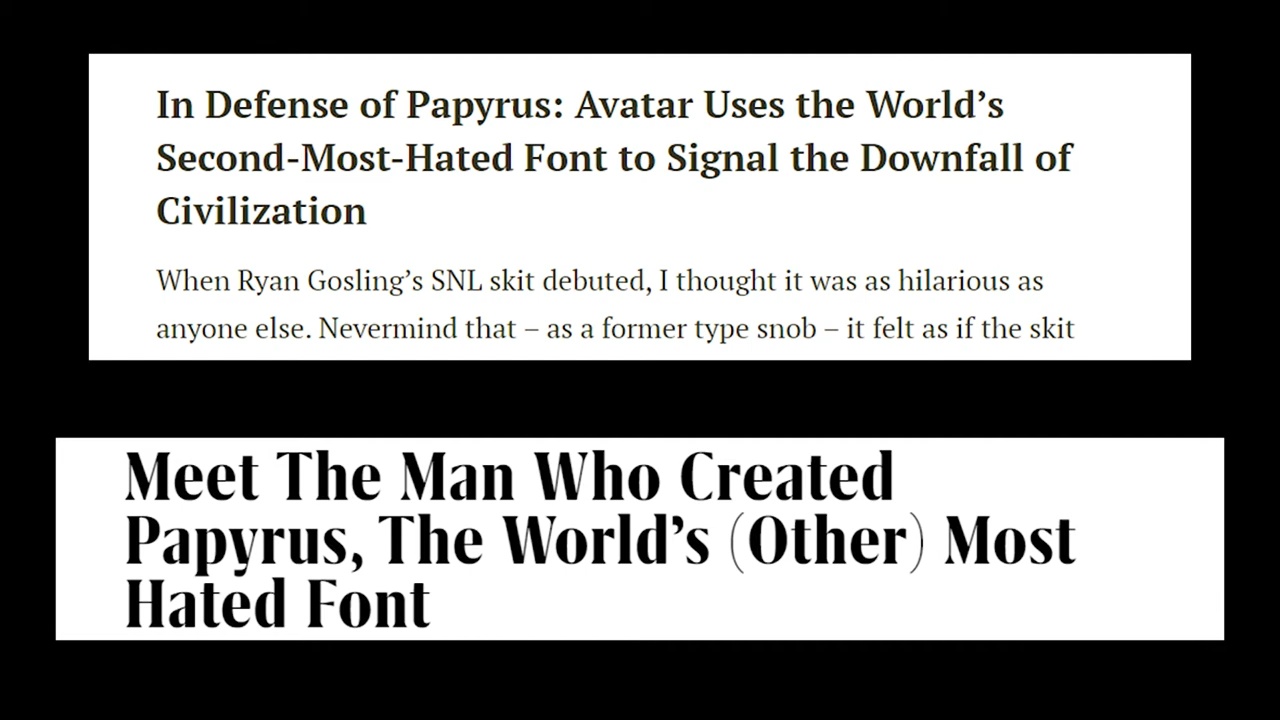 In Defense of Papyrus: Avatar Uses the World’s
Second-Most-Hated Font to Signal the Downfall of
Civilization
When Ryan Gosling’s SNL skit debuted, I thought it was as hilarious as
anyone else. Nevermind that – as a former type snob – it felt as if the skit
Meet The Man Who Created
Papyrus, The World’s (Other) Most
Hated Font